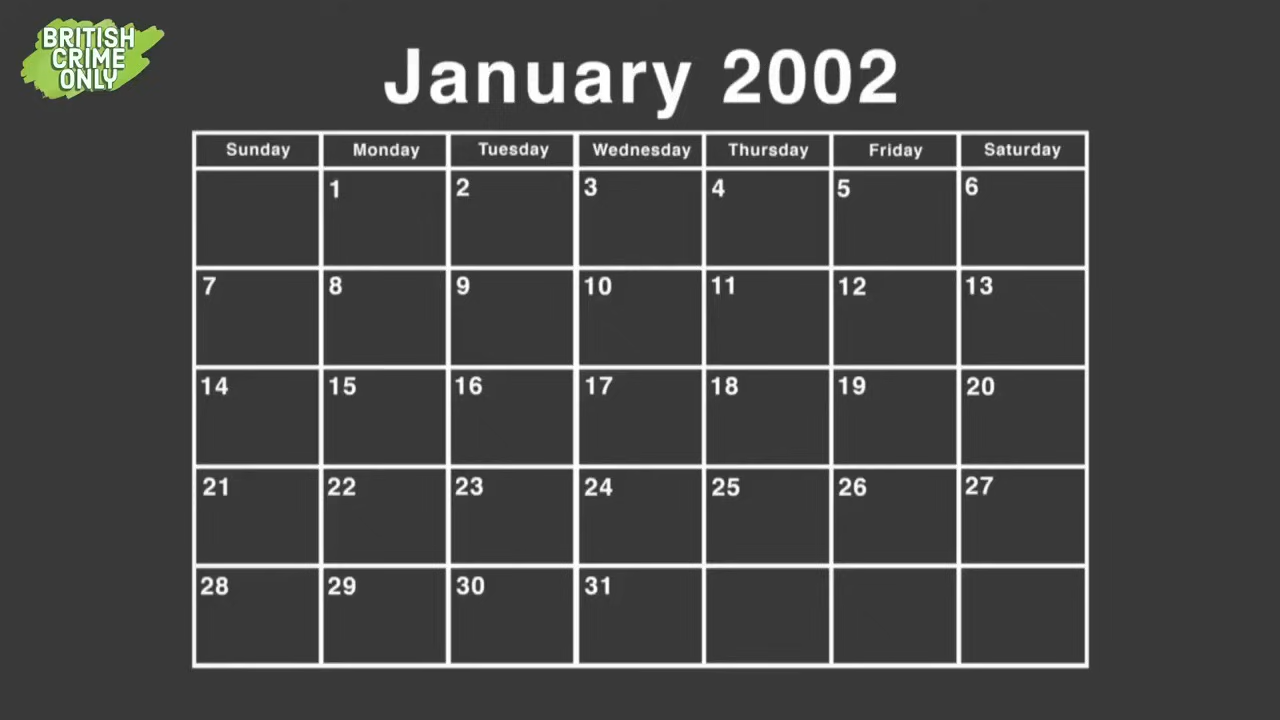 BRITISH
CRIME
ONLY
January 2002
Sunday Monday Tuesday Wednesday Thursday Friday Saturday
1 2 3 4 5 6
7 8 9 10 11 12 13
14 15 16 17 18 19 20
21 22 23 24 25 26 27
28 29 30 31